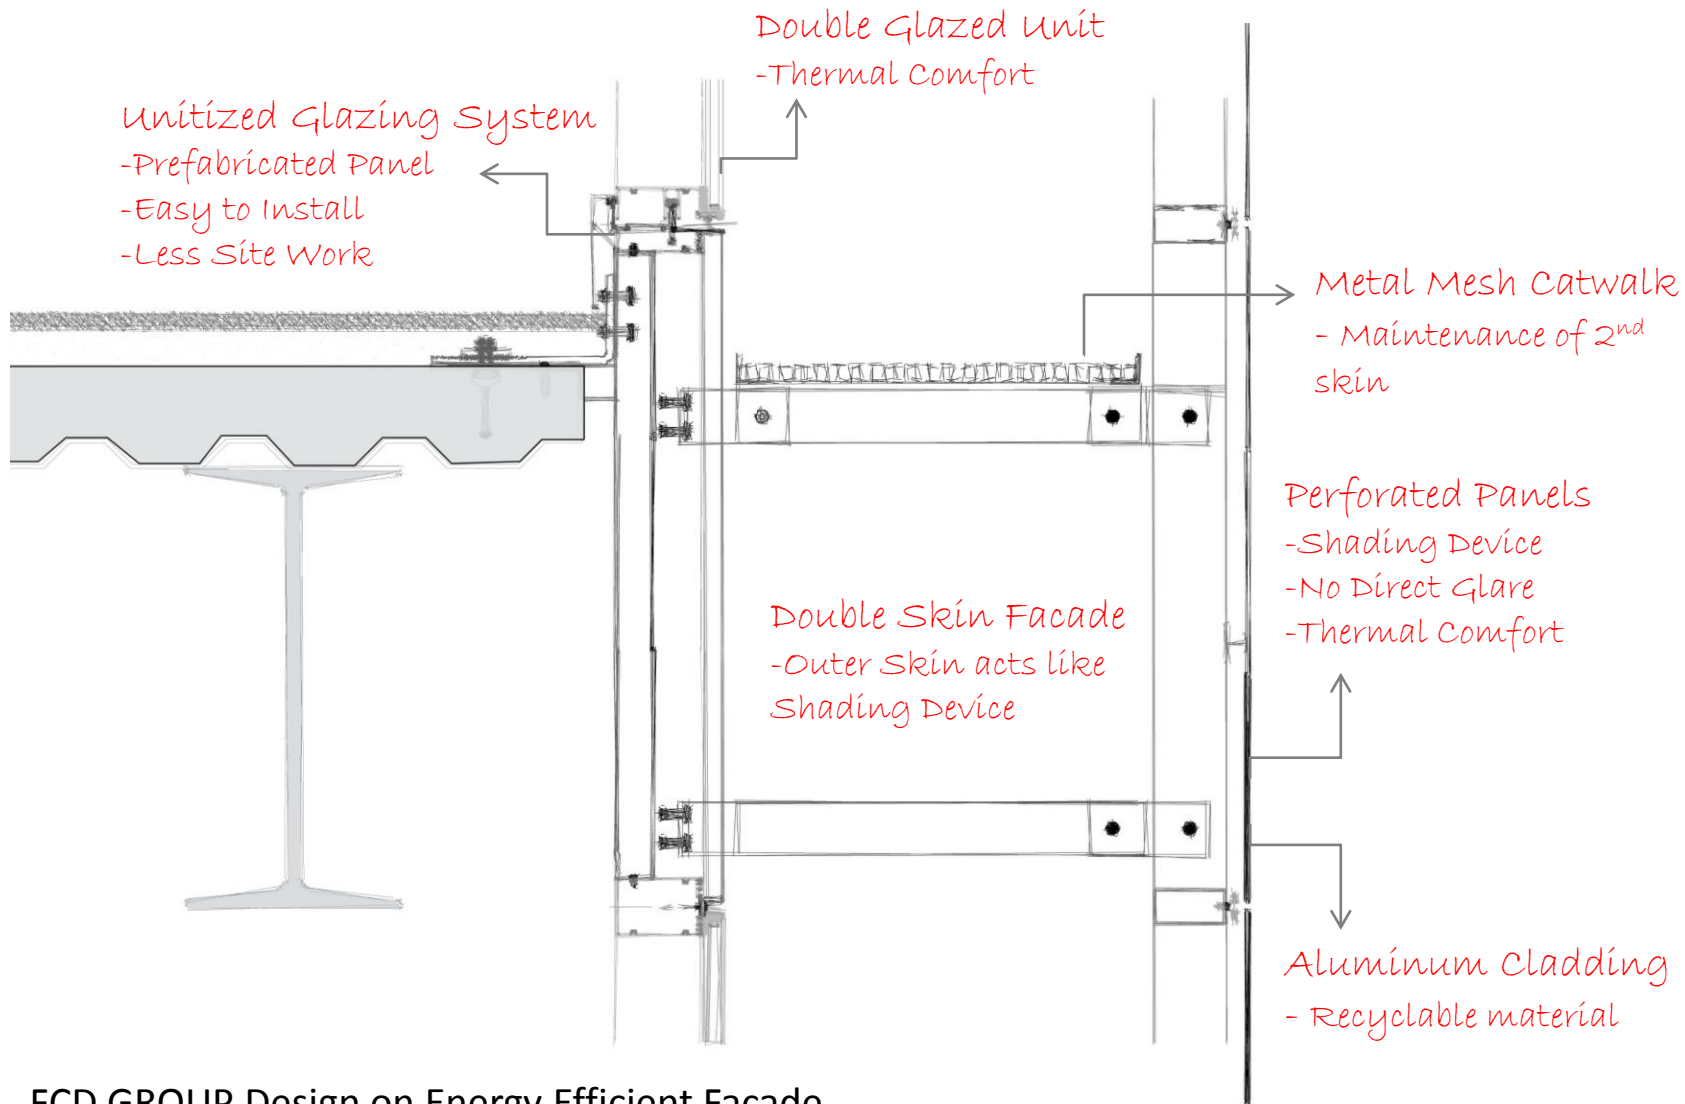 Double Glazed Unit
-Thermal Comfort
Unitized Glazing System
-Prefabricated Panel
-Easy to Install
-Less Site Work
Metal Mesh Catwalk
- Maintenance of 2nd
skin
Perforated Panels
-Shading Device
-No Direct Glare
-Thermal Comfort
Double Skin Facade
-Outer Skin acts like
Shading Device
Aluminum Cladding
- Recyclable material
FCD GROUP Design on Energy Efficient Facade